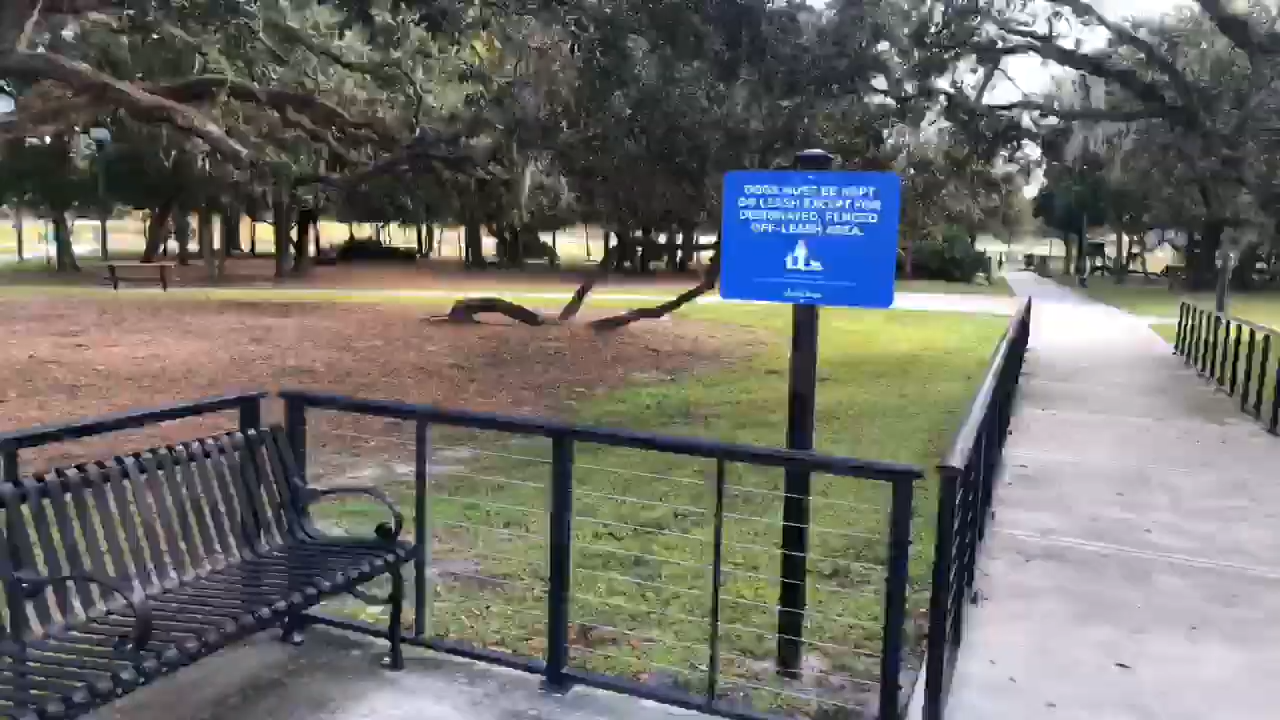 DOGS MUST BE KEPT
ON LEASH EXCEPT FOR
DESIGNATED, FENCED
OFF-LEASH AREA.